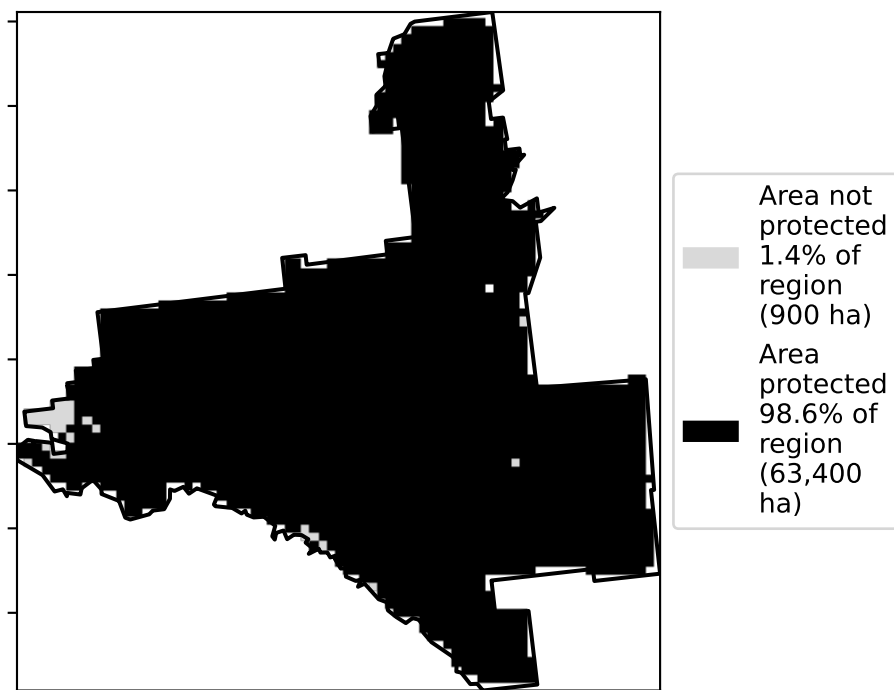 Area not
protected
1.4% of
region
(900 ha)
Area
protected
98.6% of
region
(63,400
ha)